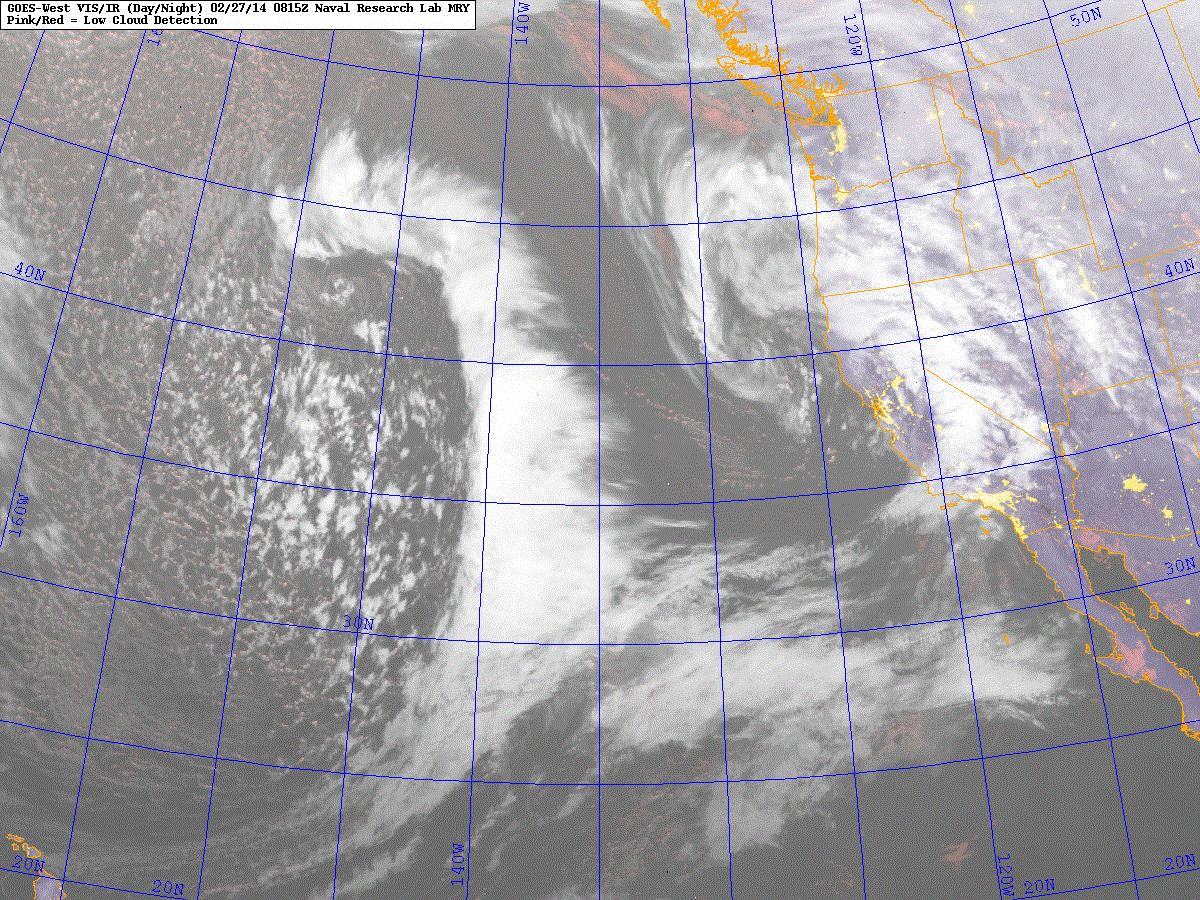 GOES-West VIS/IR (Day/Night) 02/27/14 0815Z Naval Research Lab MRY
Pink/Red = Low Cloud Detection
140W
120W
50N
40N
40N
160W
30N
30N
140W
120W
20N
20N
20N
20N